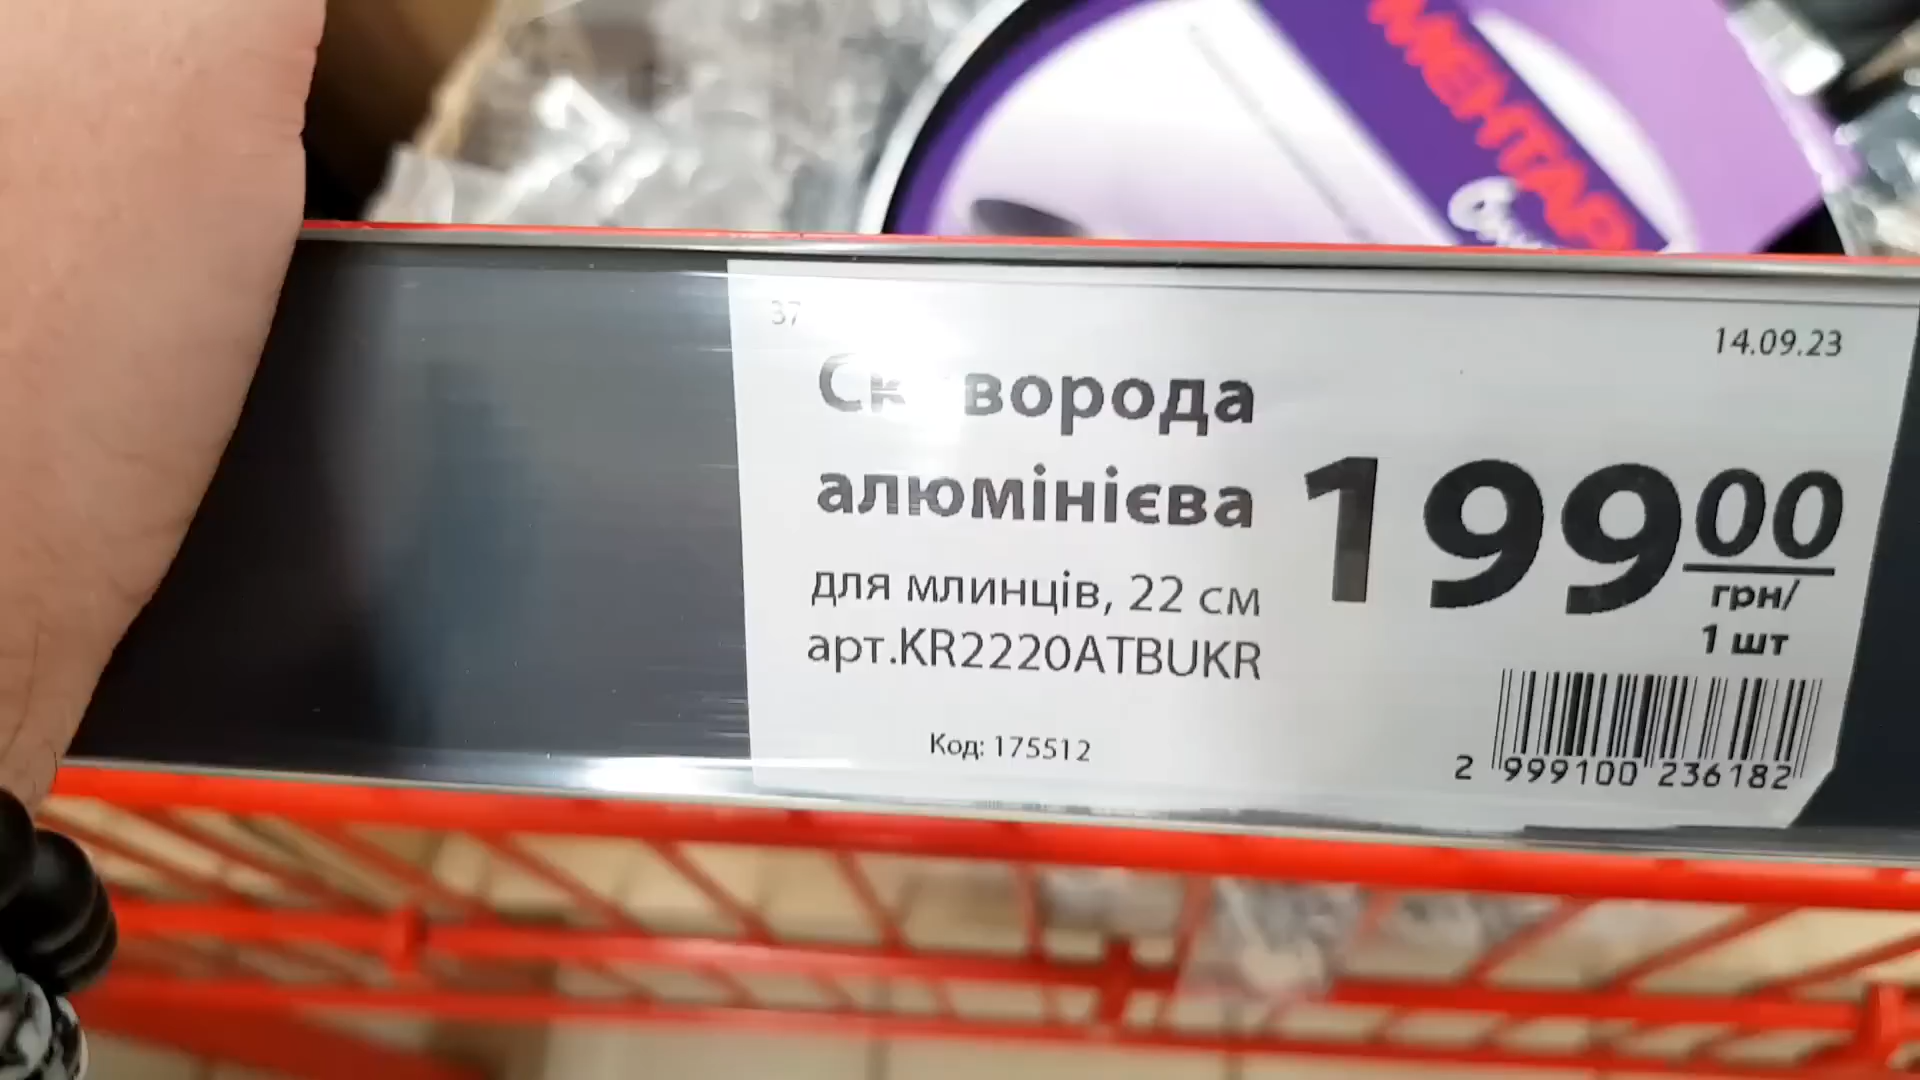 МЕНТАР
37
14.09.23
Сковорода
алюмінієва
для млинців, 22 см
арт.KR2220ATBUKR
199 00
грн/
1 шт
Код: 175512
2 999100 236182